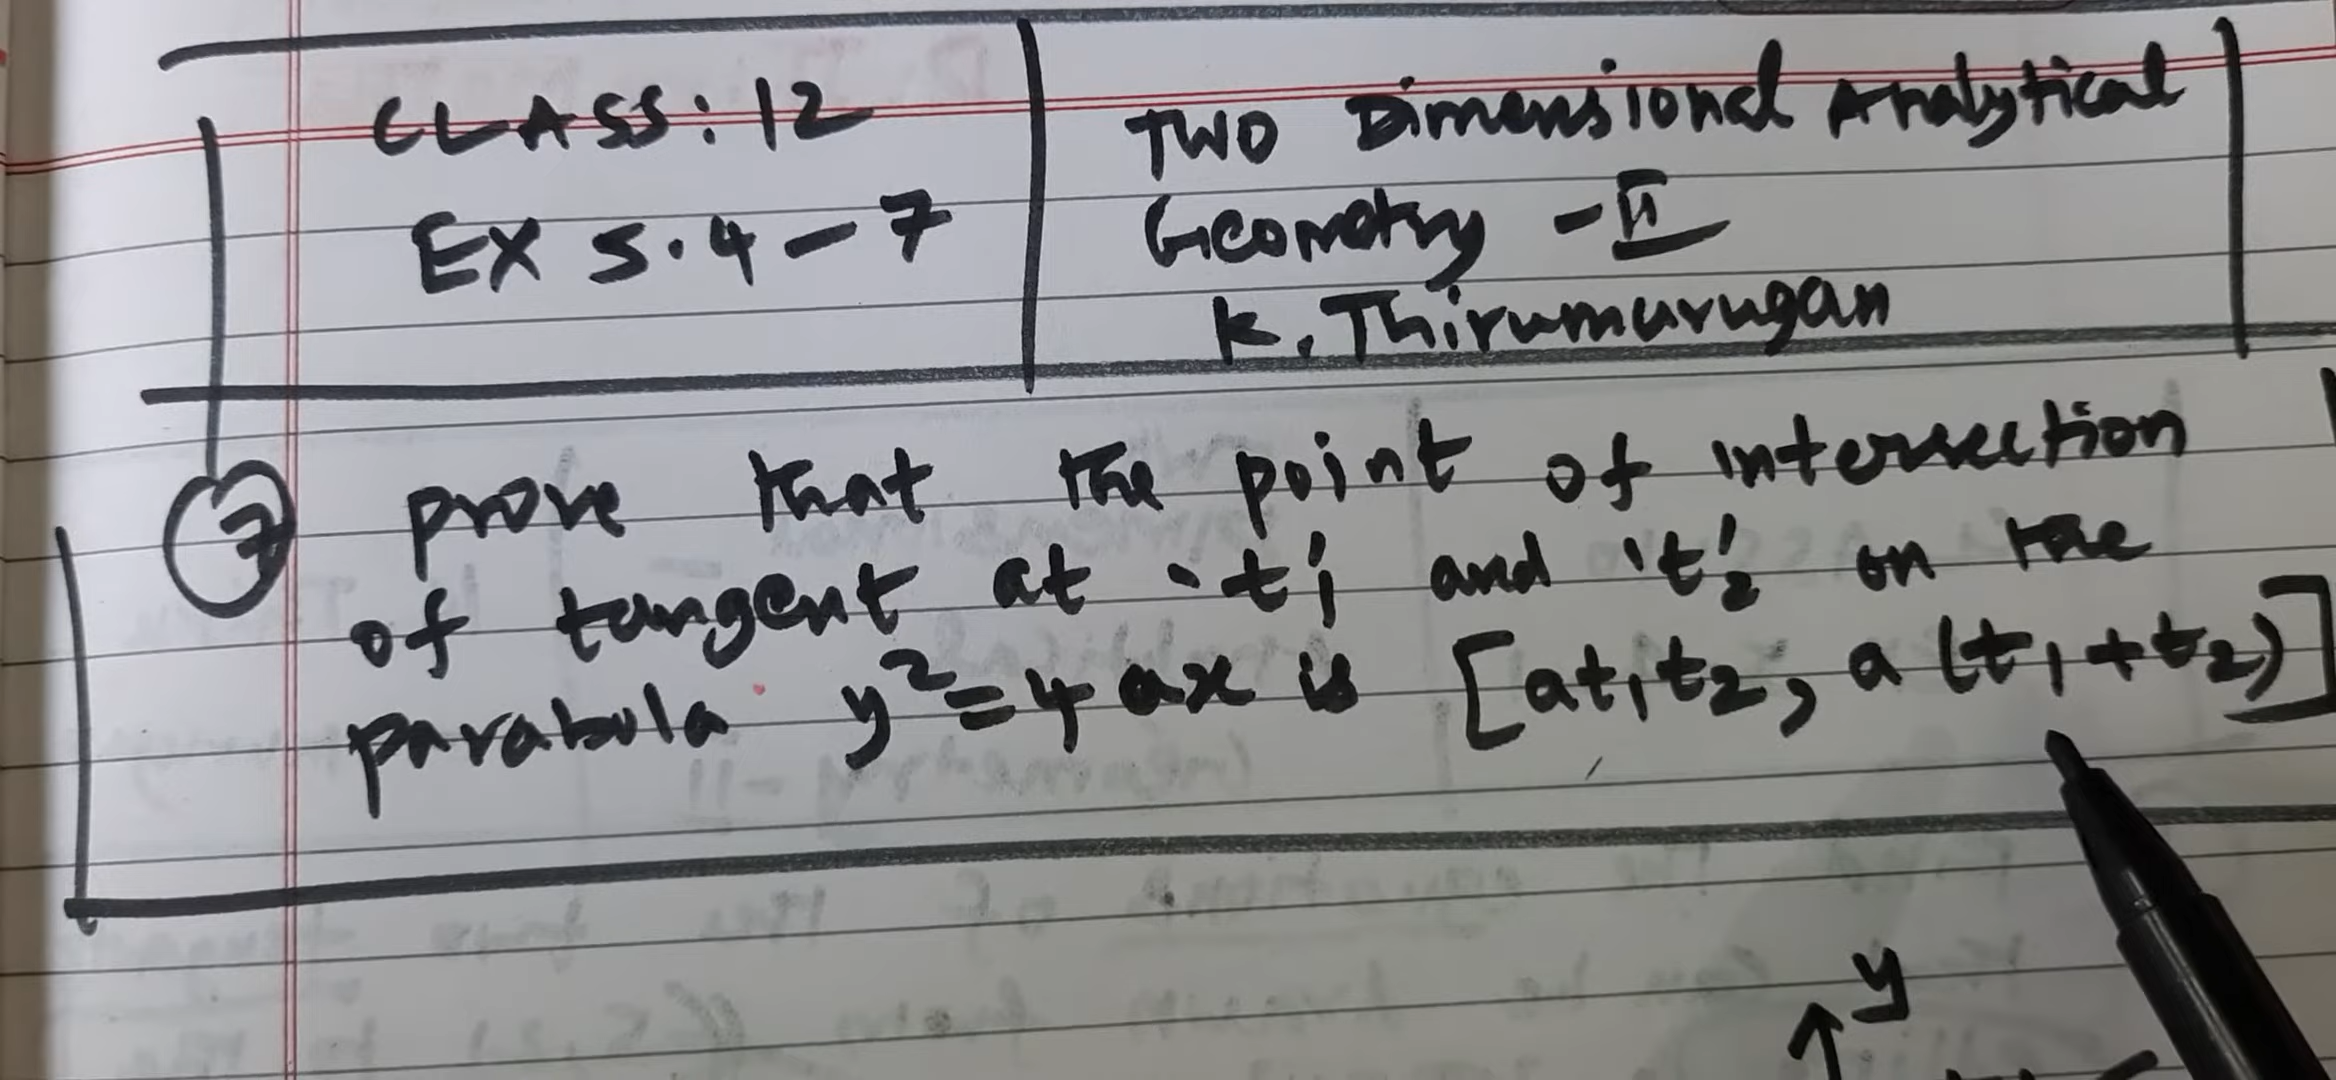 CLASS: 12
EX 5.4-7
TWO Dimensional Analytical
Geometry - II
K. Thirumurugan
7 prove that the point of intersection
of tangent at 't₁' and 't₂' on the
parabola y² = 4ax is [at₁t₂, a(t₁+t₂)]
y